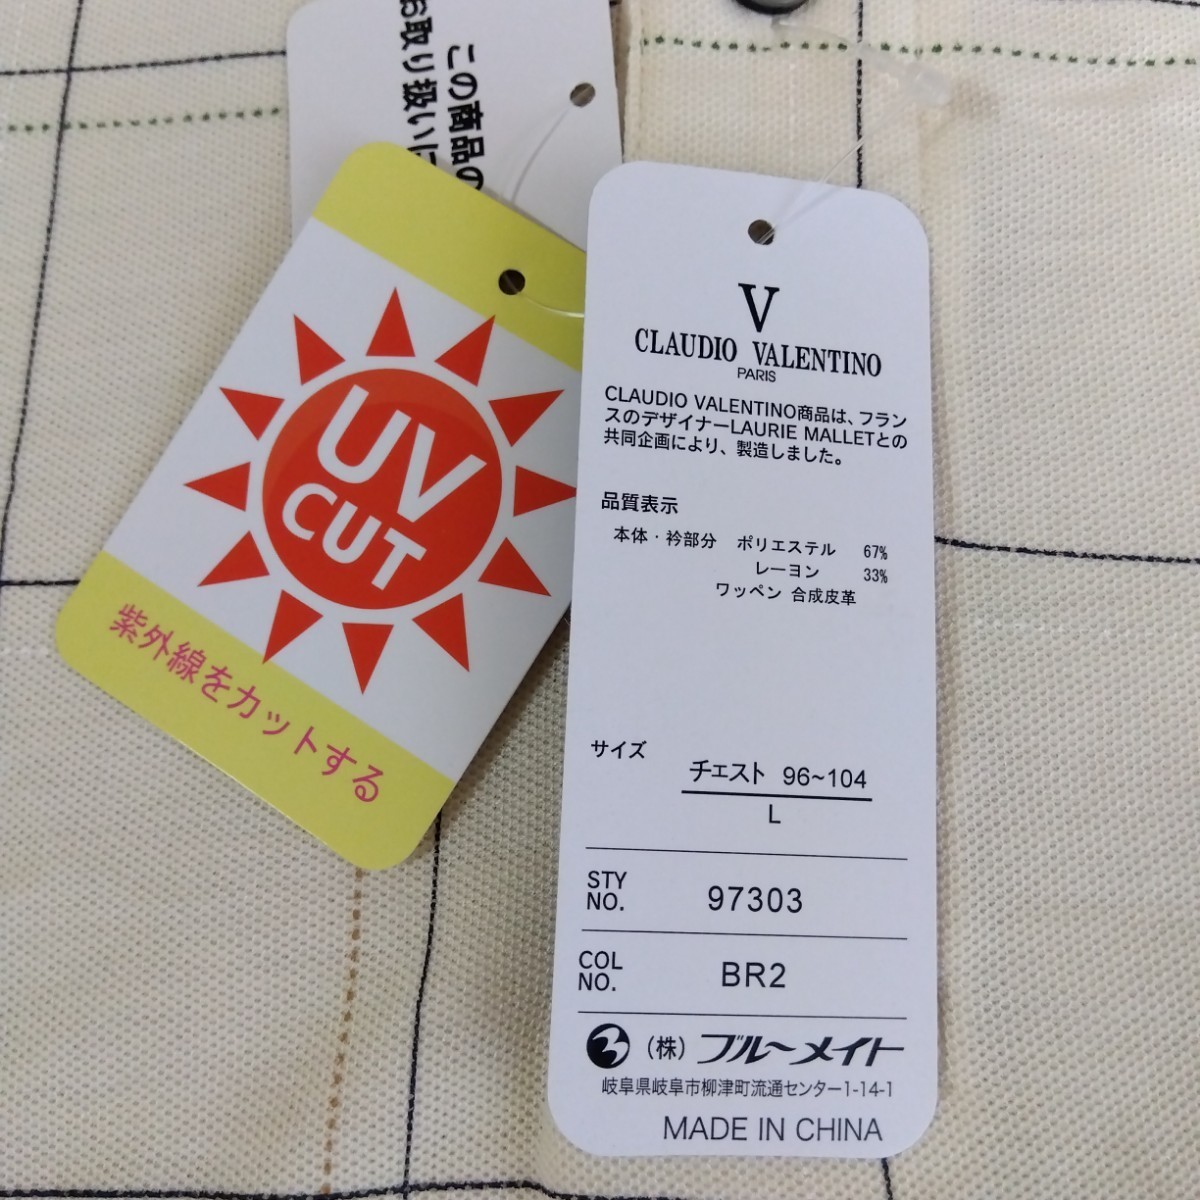 この商品の
お取り扱いに
UV
CUT
紫外線をカットする
V
CLAUDIO VALENTINO
PARIS
CLAUDIO VALENTINO商品は、フラン
スのデザイナーLAURIE MALLETとの
共同企画により、製造しました。
品質表示
本体・衿部分 ポリエステル 67%
レーヨン 33%
ワッペン 合成皮革
サイズ
チェスト 96~104
L
STY NO. 97303
COL NO. BR2
(株) ブルーメイト
岐阜県岐阜市柳津町流通センター1-14-1
MADE IN CHINA